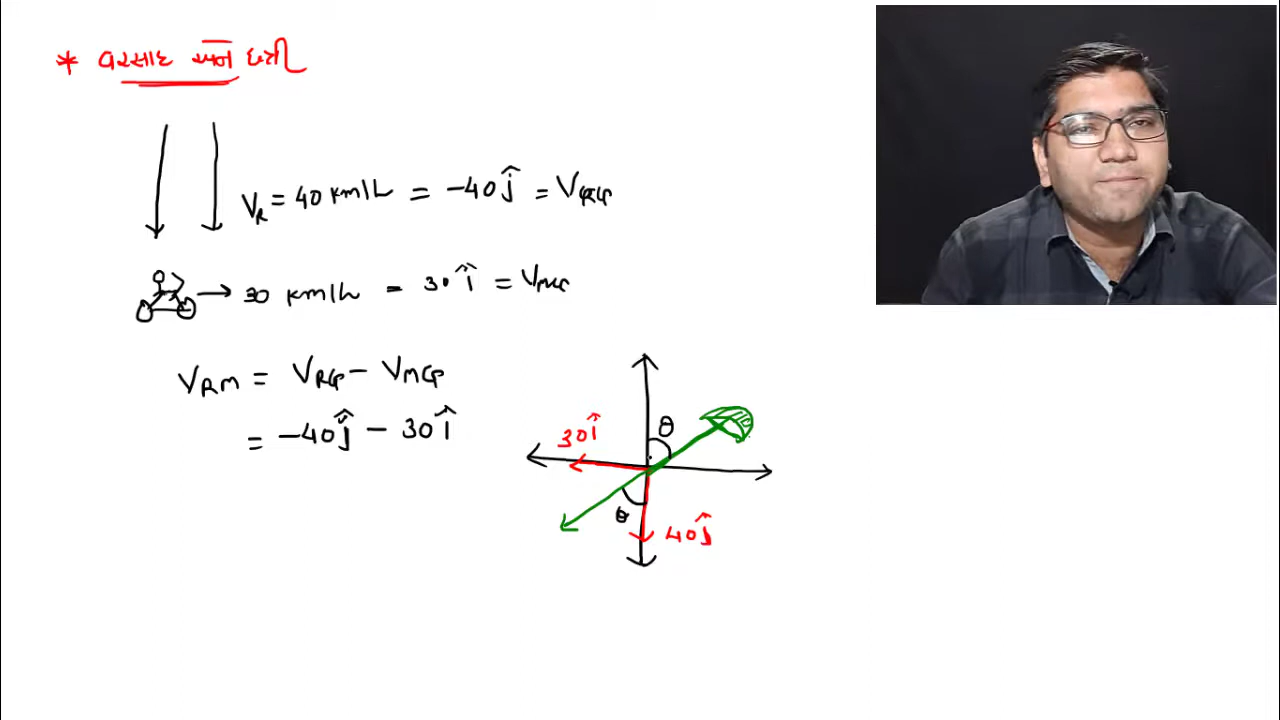 * વરસાદ અને છત્રી
V_R = 40 km/h = -40ĵ = V_RG
30 km/h = 30î = V_MG
V_RM = V_RG - V_MG
= -40ĵ - 30î
θ
30î
θ
40ĵ